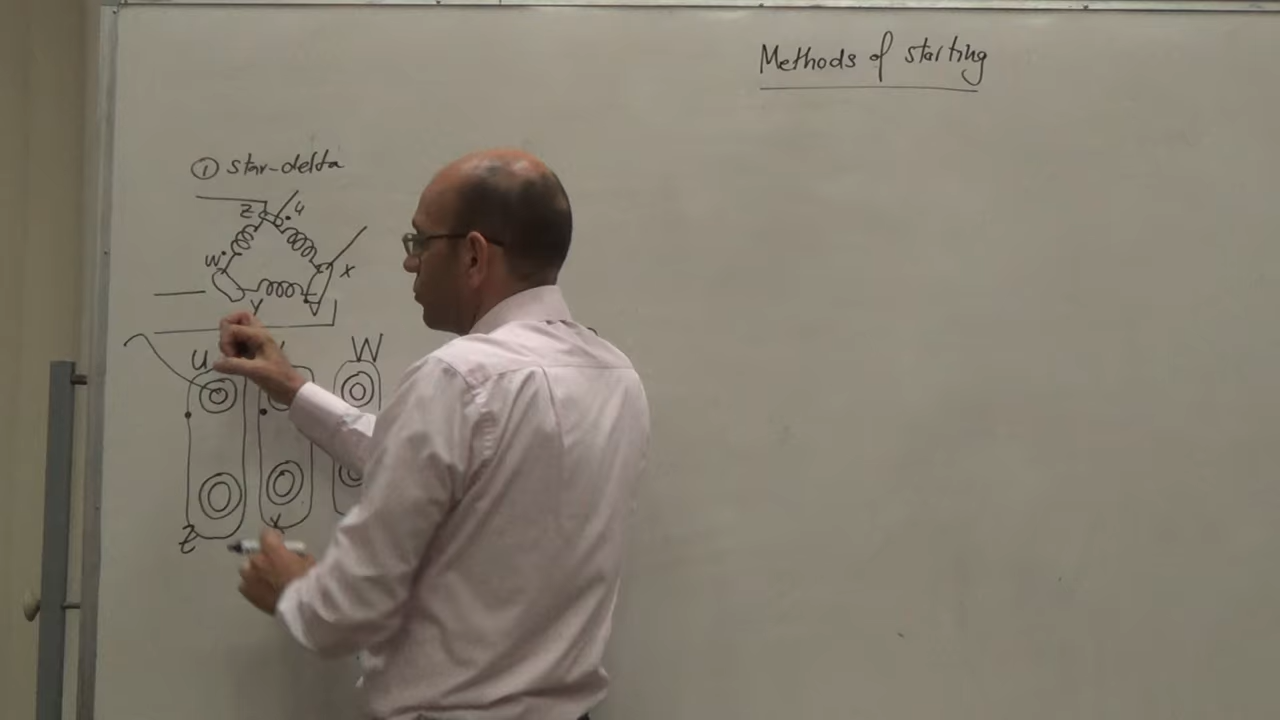 Methods of starting
① star-delta
Z u
W X
Y V
U W
Z X